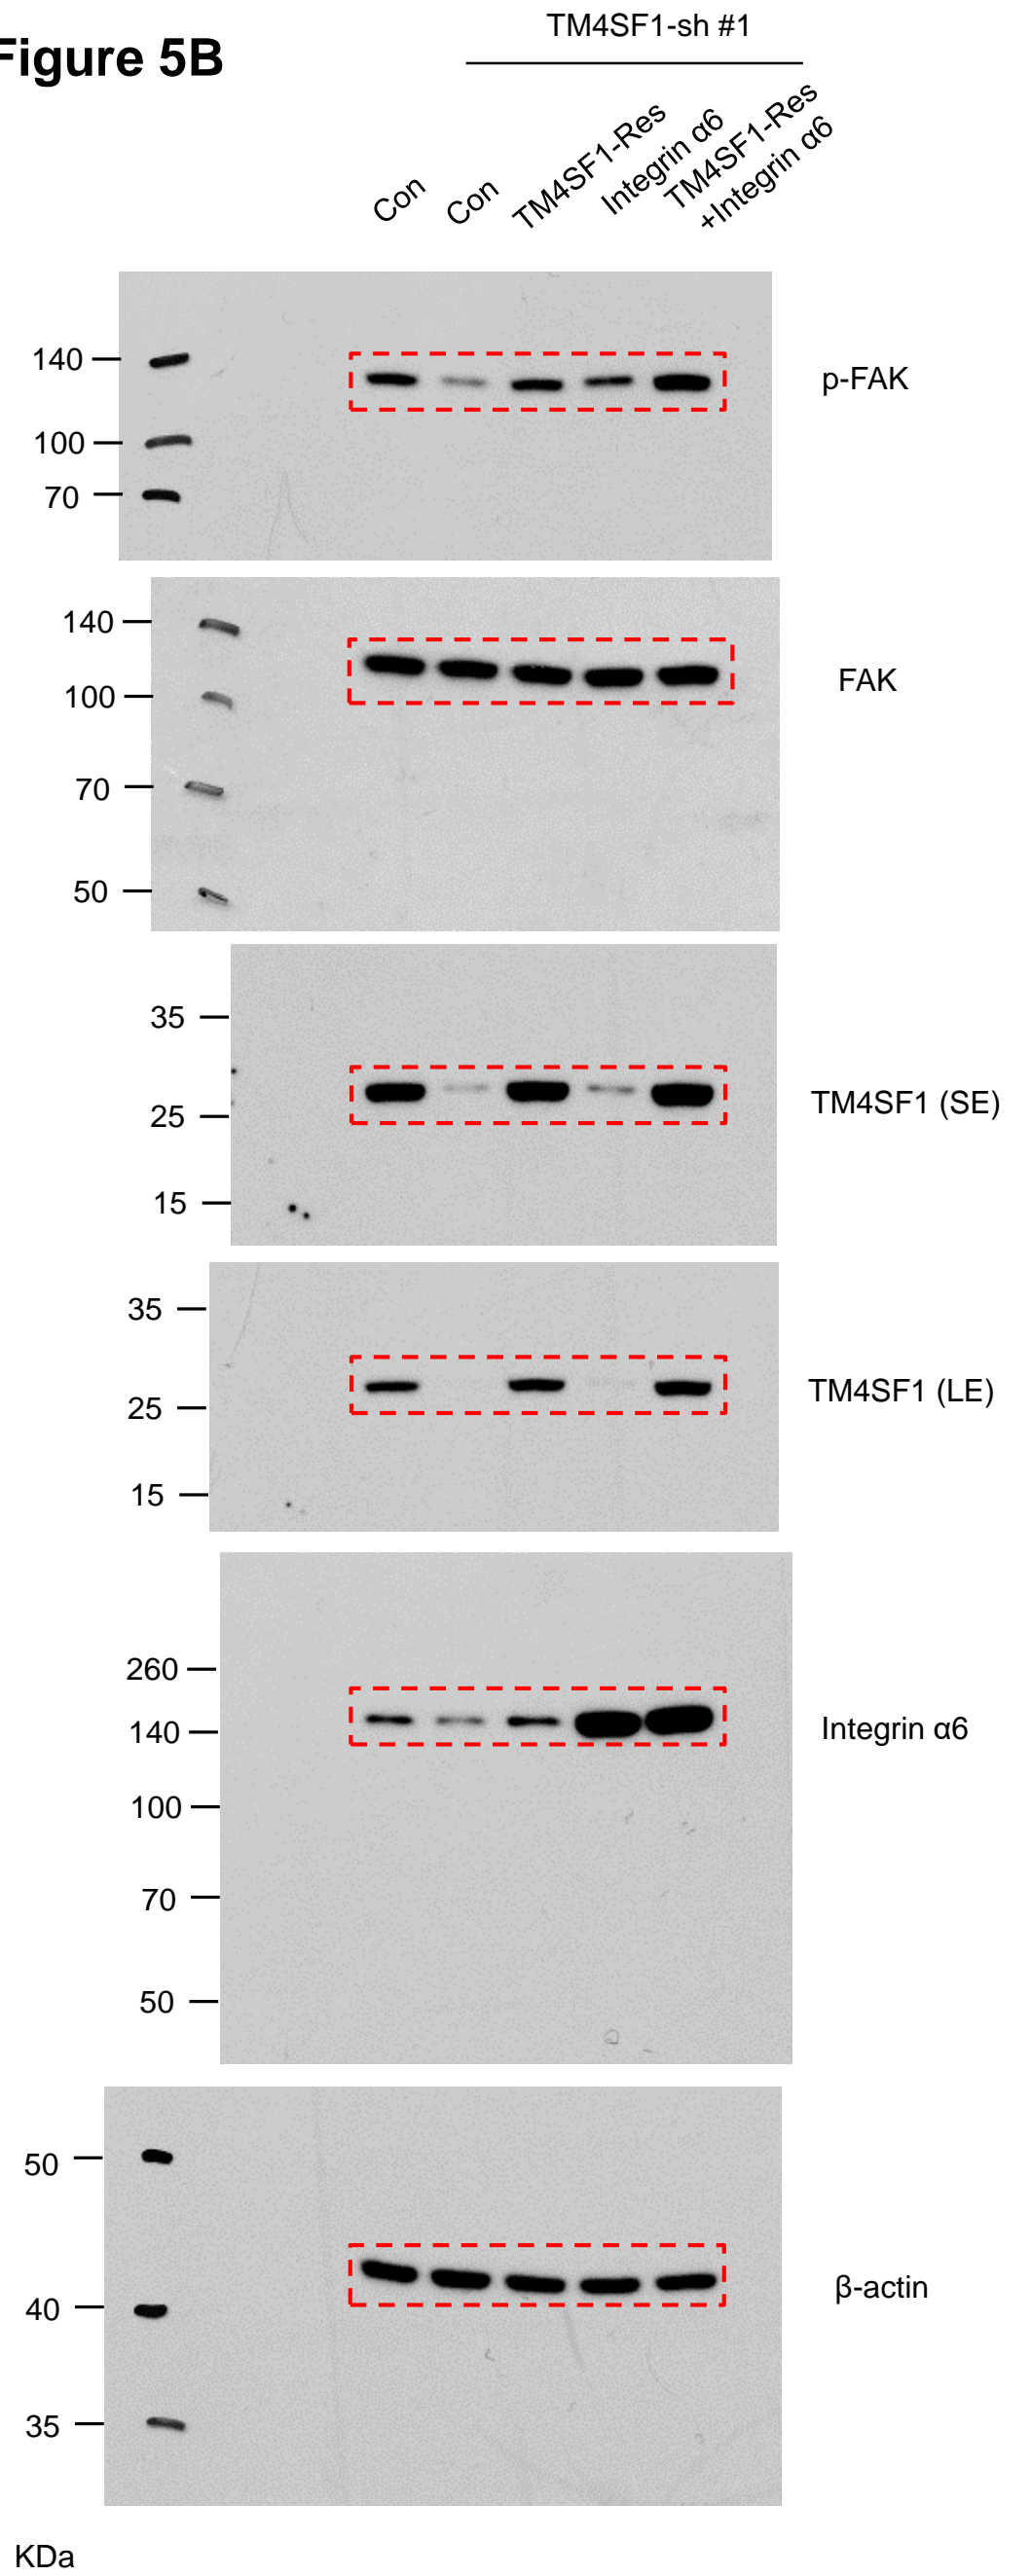 Figure 5B
TM4SF1-sh #1
Con
Con
TM4SF1-Res
Integrin α6
TM4SF1-Res
+Integrin α6
140
100
70
p-FAK
140
100
70
50
FAK
35
25
15
TM4SF1 (SE)
35
25
15
TM4SF1 (LE)
260
140
100
70
50
Integrin α6
50
40
35
β-actin
KDa